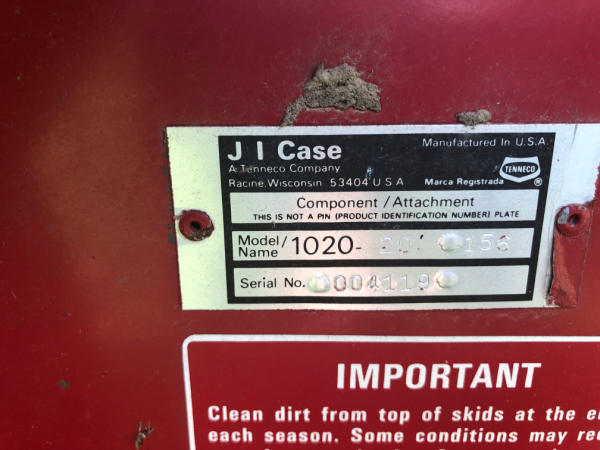 J I Case
A Tenneco Company
Racine, Wisconsin 53404 U S A
Manufactured In U.S.A.
TENNECO
®
Marca Registrada
Component / Attachment
THIS IS NOT A PIN (PRODUCT IDENTIFICATION NUMBER) PLATE
Model/
Name 1020- 20'
Serial No.
IMPORTANT
Clean dirt from top of skids at the
each season. Some conditions may